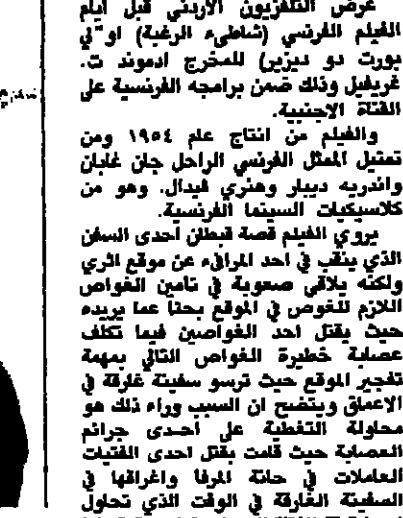 عرض التلفزيون الاردني قبل أيام
الفيلم الفرنسي (شاطىء الرغبة) او "لي
بورت دو ديزير) للمخرج ادموند ت.
غريفيل وذلك ضمن برامجه الفرنسية على
القناة الاجنبية.
والفيلم من انتاج عام ١٩٥٤ ومن
تمثيل الممثل الفرنسي الراحل جان غابان
واندريه ديبار وهنري فيدال. وهو من
كلاسيكيات السينما الفرنسية.
يروي الفيلم قصة قبطان احدى السفن
الذي ينقب في احد المرافىء عن موقع اثري
ولكنه يلاقي صعوبة في تامين الغواص
اللازم للغوص في الموقع بحثا عما يريده
حيث يقتل احد الغواصين فيما تكلف
عصابة خطيرة الغواص التالي بمهمة
تفجير الموقع حيث ترسو سفينة غارقة في
الاعماق ويتضح ان السبب وراء ذلك هو
محاولة التغطية على احدى جرائم
العصابة حيث قامت بقتل احدى الفتيات
العاملات في حانة المرفا واغراقها في
السفينة الغارقة في الوقت الذي تحاول